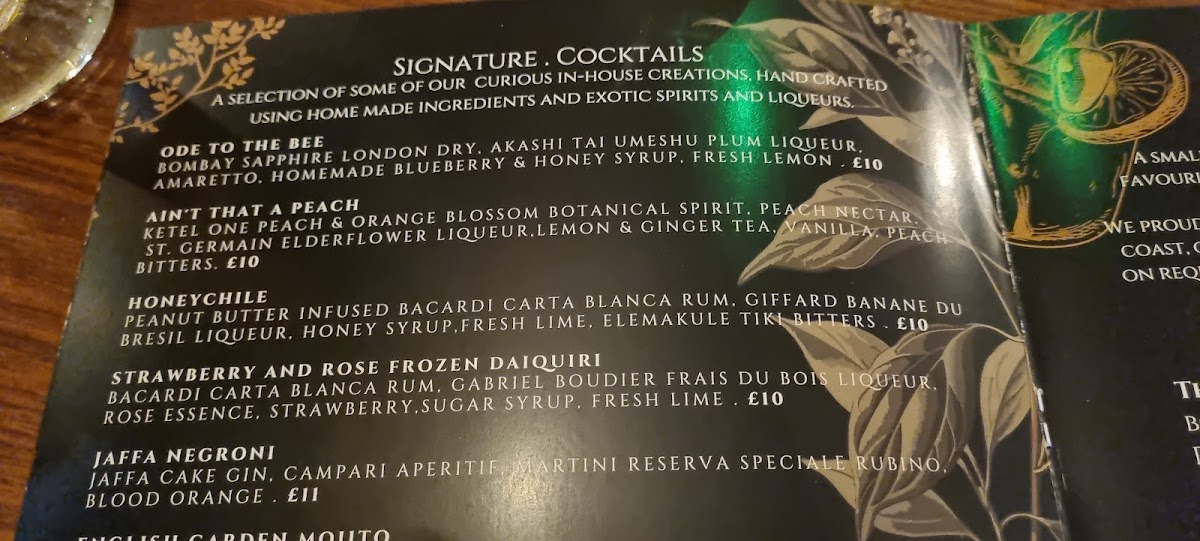 SIGNATURE . COCKTAILS
A SELECTION OF SOME OF OUR CURIOUS IN-HOUSE CREATIONS, HAND CRAFTED
USING HOME MADE INGREDIENTS AND EXOTIC SPIRITS AND LIQUEURS.
ODE TO THE BEE
BOMBAY SAPPHIRE LONDON DRY, AKASHI TAI UMESHU PLUM LIQUEUR,
AMARETTO, HOMEMADE BLUEBERRY & HONEY SYRUP, FRESH LEMON . £10
AIN'T THAT A PEACH
KETEL ONE PEACH & ORANGE BLOSSOM BOTANICAL SPIRIT, PEACH NECTAR,
ST. GERMAIN ELDERFLOWER LIQUEUR,LEMON & GINGER TEA, VANILLA, PEACH
BITTERS. £10
HONEYCHILE
PEANUT BUTTER INFUSED BACARDI CARTA BLANCA RUM, GIFFARD BANANE DU
BRESIL LIQUEUR, HONEY SYRUP,FRESH LIME, ELEMAKULE TIKI BITTERS . £10
STRAWBERRY AND ROSE FROZEN DAIQUIRI
BACARDI CARTA BLANCA RUM, GABRIEL BOUDIER FRAIS DU BOIS LIQUEUR,
ROSE ESSENCE, STRAWBERRY,SUGAR SYRUP, FRESH LIME . £10
JAFFA NEGRONI
JAFFA CAKE GIN, CAMPARI APERITIF, MARTINI RESERVA SPECIALE RUBINO,
BLOOD ORANGE . £11
ENGLISH GARDEN MOJITO
A SMAL
FAVOURI
WE PROU
COAST,
ON REQ